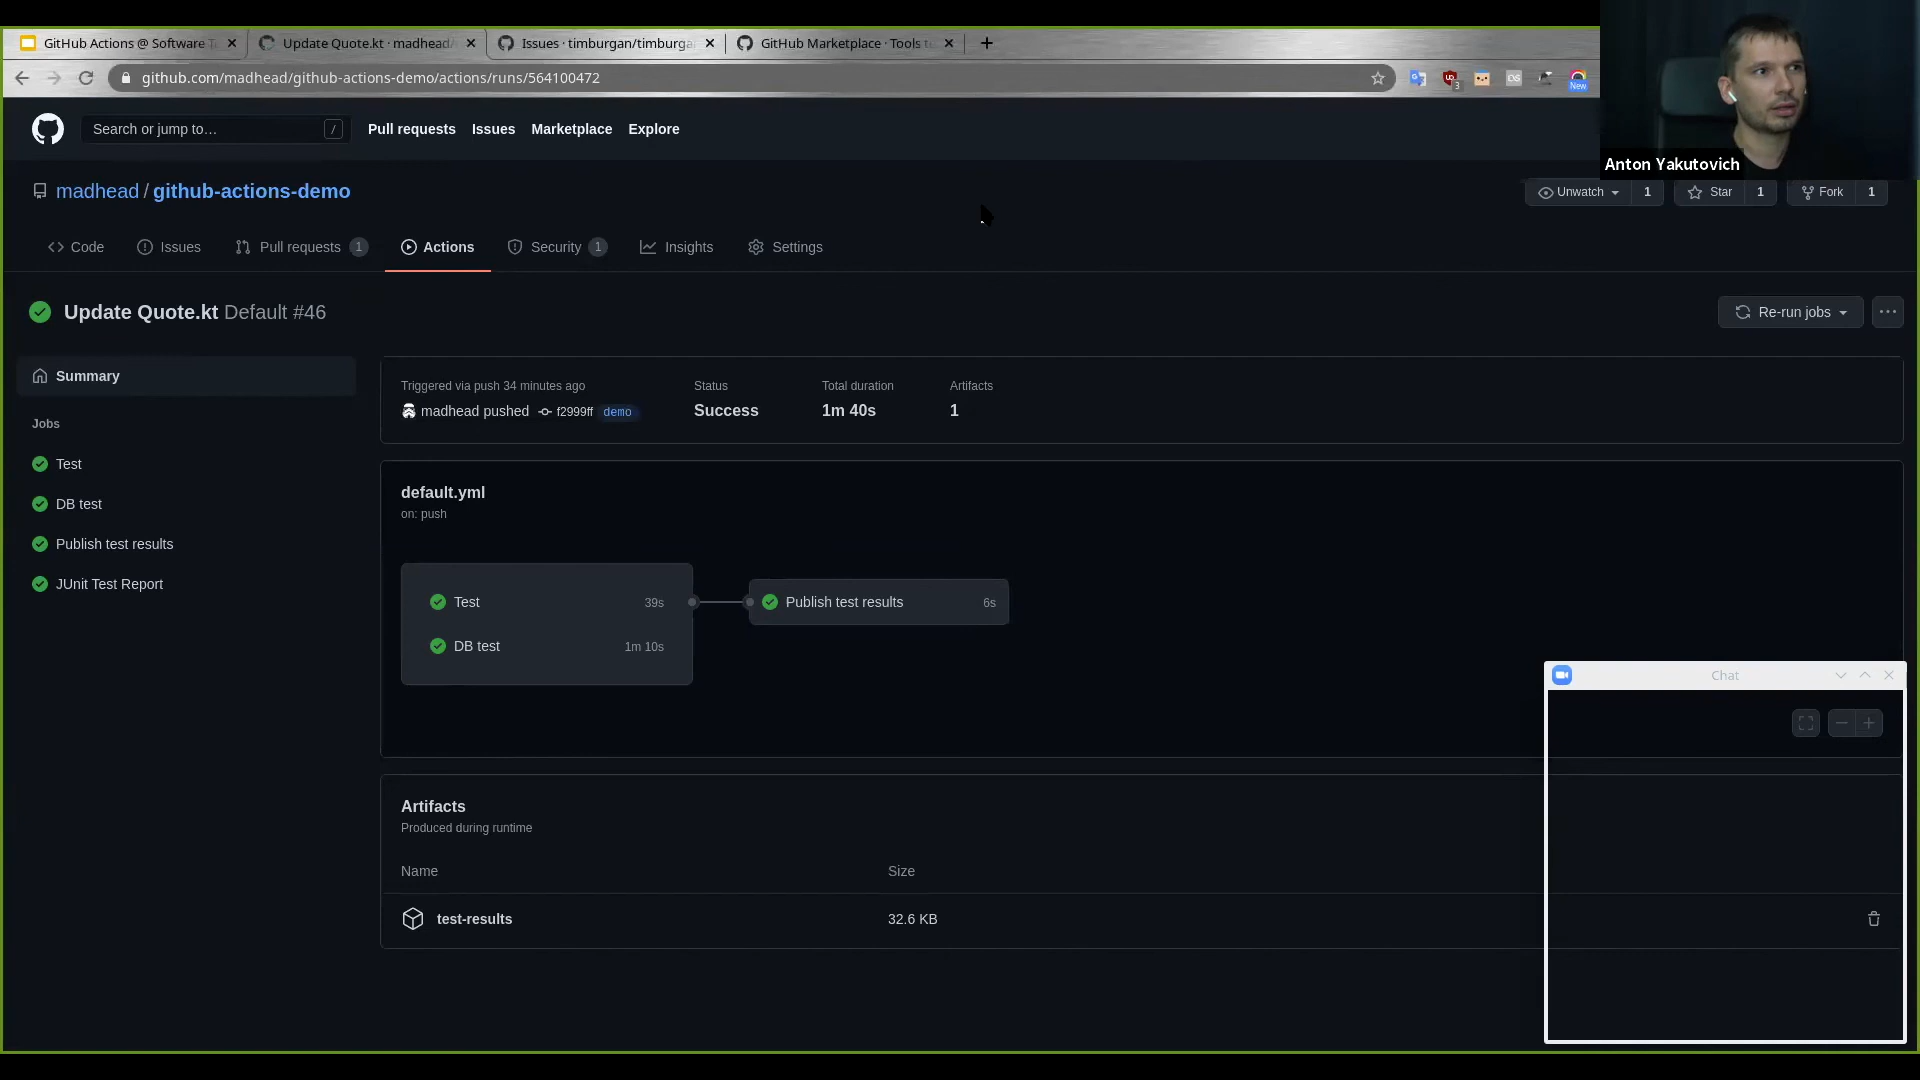 GitHub Actions @ Software T
Update Quote.kt · madhead/
Issues · timburgan/timburga
GitHub Marketplace · Tools t
github.com/madhead/github-actions-demo/actions/runs/564100472
3
New
Search or jump to…
/
Pull requests
Issues
Marketplace
Explore
Anton Yakutovich
madhead / github-actions-demo
Unwatch
1
Star
1
Fork
1
Code
Issues
Pull requests 1
Actions
Security 1
Insights
Settings
Update Quote.kt Default #46
Re-run jobs
Summary
Jobs
Test
DB test
Publish test results
JUnit Test Report
Triggered via push 34 minutes ago
madhead pushed f2999ff demo
Status
Success
Total duration
1m 40s
Artifacts
1
default.yml
on: push
Test 39s
DB test 1m 10s
Publish test results 6s
Chat
Artifacts
Produced during runtime
Name Size
test-results 32.6 KB